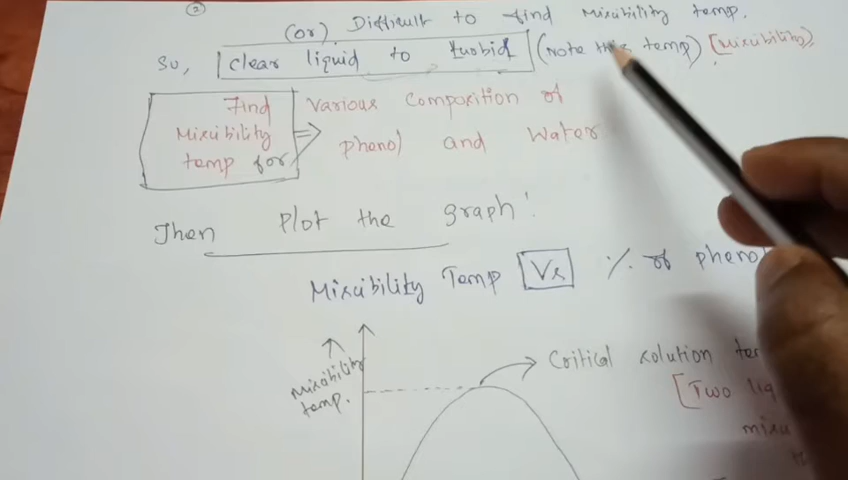 2
(or) Difficult to find Miscibility temp.
So, clear liquid to turbid (Note this temp) [Miscibility]
Find Miscibility temp for
Various Composition of
phenol and Water
Then Plot the graph:
Miscibility Temp Vs % of phenol
Miscibility temp.
Critical solution te
[Two liq
misc